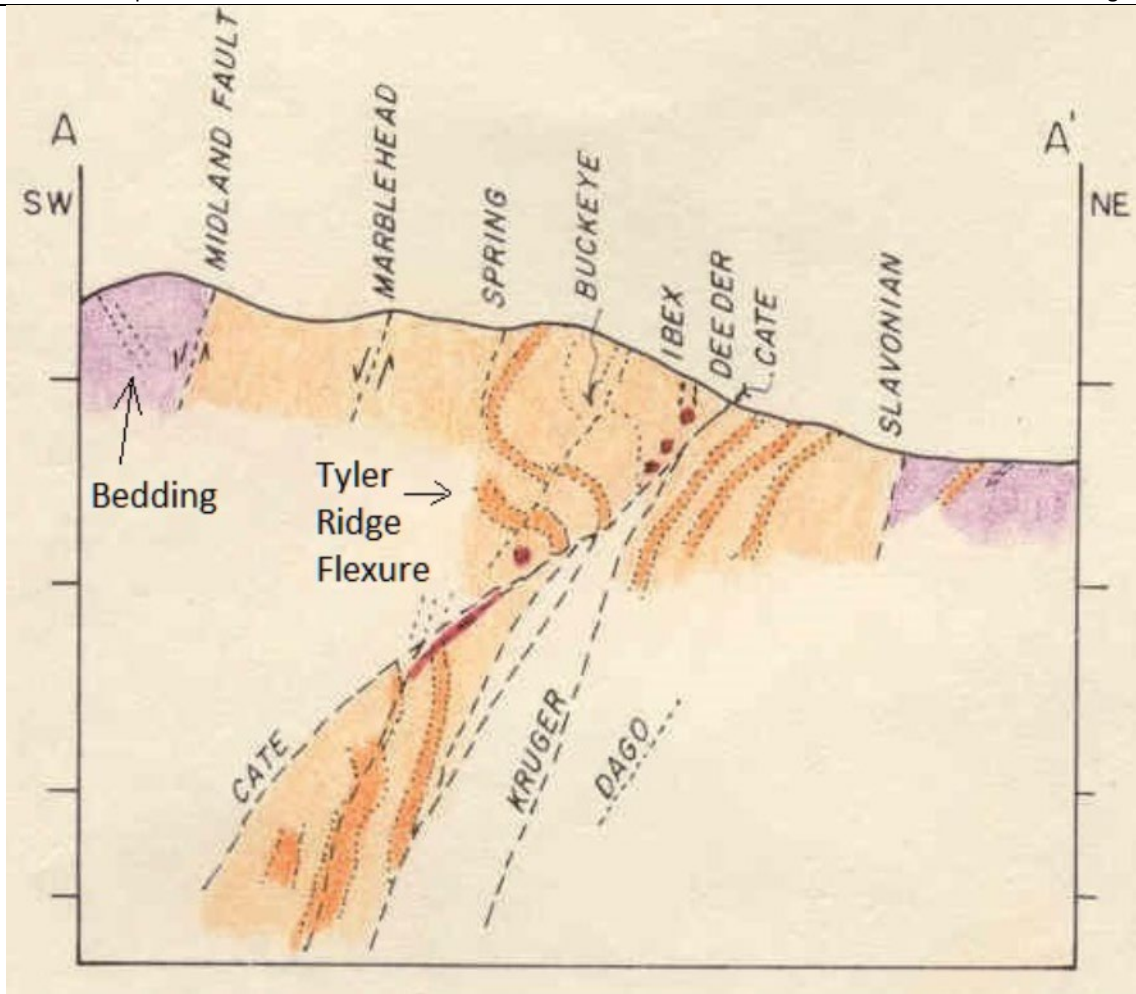 A
A'
SW
NE
MIDLAND FAULT
MARBLEHEAD
SPRING
BUCKEYE
IBEX
DEEDER
CATE
SLAVONIAN
Bedding
Tyler
Ridge
Flexure
CATE
KRUGER
DAGO